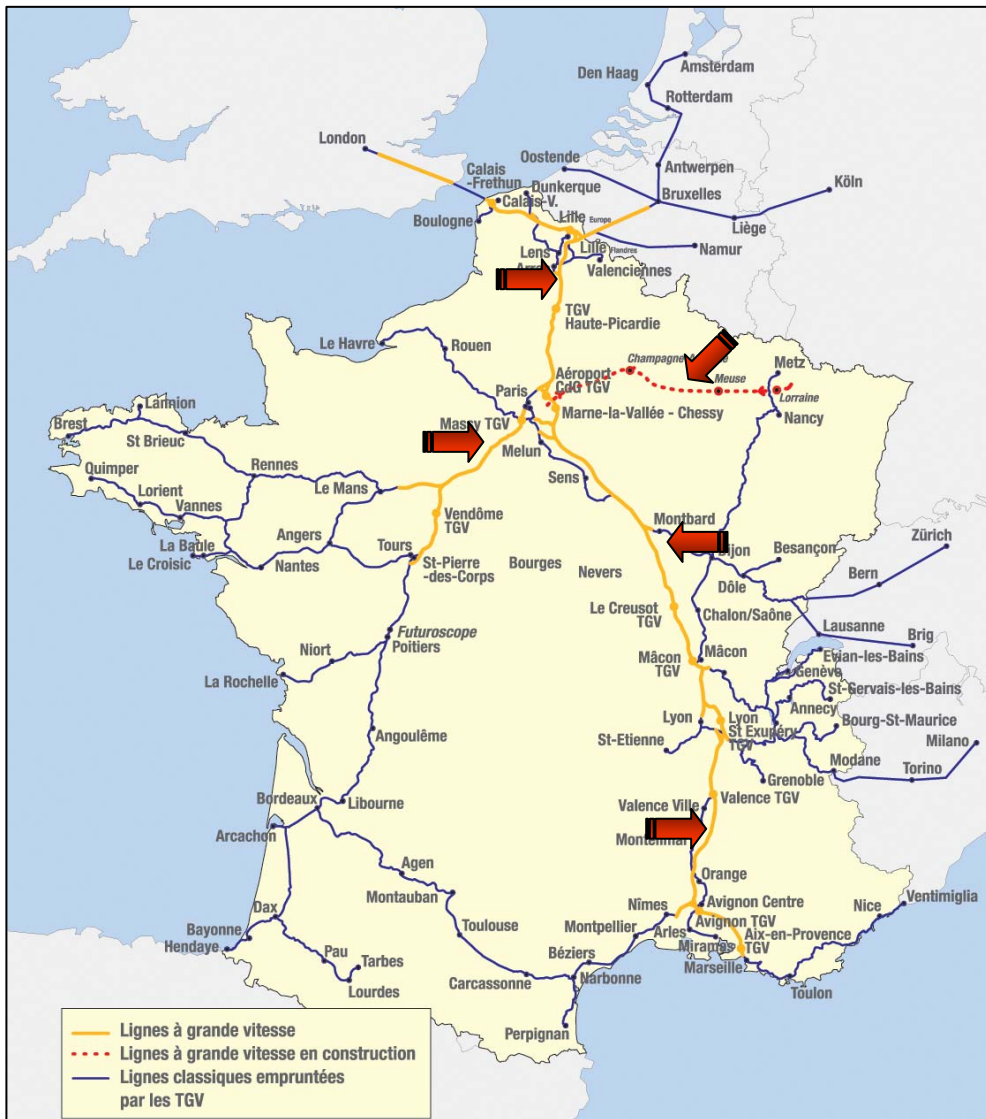 Amsterdam
Den Haag
Rotterdam
London
Oostende
Antwerpen
Köln
Calais
-Frethun
Dunkerque
Bruxelles
Calais-V.
Liège
Boulogne
Lille Europe
Lille Flandres
Namur
Lens
Valenciennes
TGV
Haute-Picardie
Le Havre
Rouen
Champagne
Metz
Meuse
Lorraine
Aéroport
CdG TGV
Paris
Marne-la-Vallée - Chessy
Nancy
Lannion
Brest
St Brieuc
Massy TGV
Melun
Quimper
Rennes
Sens
Lorient
Le Mans
Vannes
Vendôme
TGV
Montbard
Angers
La Baule
Le Croisic
Tours
Dijon
Besançon
Zürich
Nantes
St-Pierre
-des-Corps
Bourges
Nevers
Dôle
Bern
Le Creusot
TGV
Chalon/Saône
Lausanne
Brig
Futuroscope
Poitiers
Niort
Mâcon
TGV
Mâcon
Evian-les-Bains
Genève
La Rochelle
St-Gervais-les-Bains
Annecy
Lyon
Lyon
St Exupéry
TGV
Bourg-St-Maurice
Angoulême
St-Etienne
Milano
Modane
Torino
Grenoble
Bordeaux
Libourne
Valence Ville
Valence TGV
Arcachon
Agen
Orange
Montauban
Nîmes
Avignon Centre
Nice
Ventimiglia
Dax
Toulouse
Montpellier
Avignon TGV
Bayonne
Arles
Aix-en-Provence
TGV
Hendaye
Pau
Tarbes
Béziers
Marseille
Lourdes
Carcassonne
Narbonne
Toulon
Perpignan
Lignes à grande vitesse
Lignes à grande vitesse en construction
Lignes classiques empruntées
par les TGV